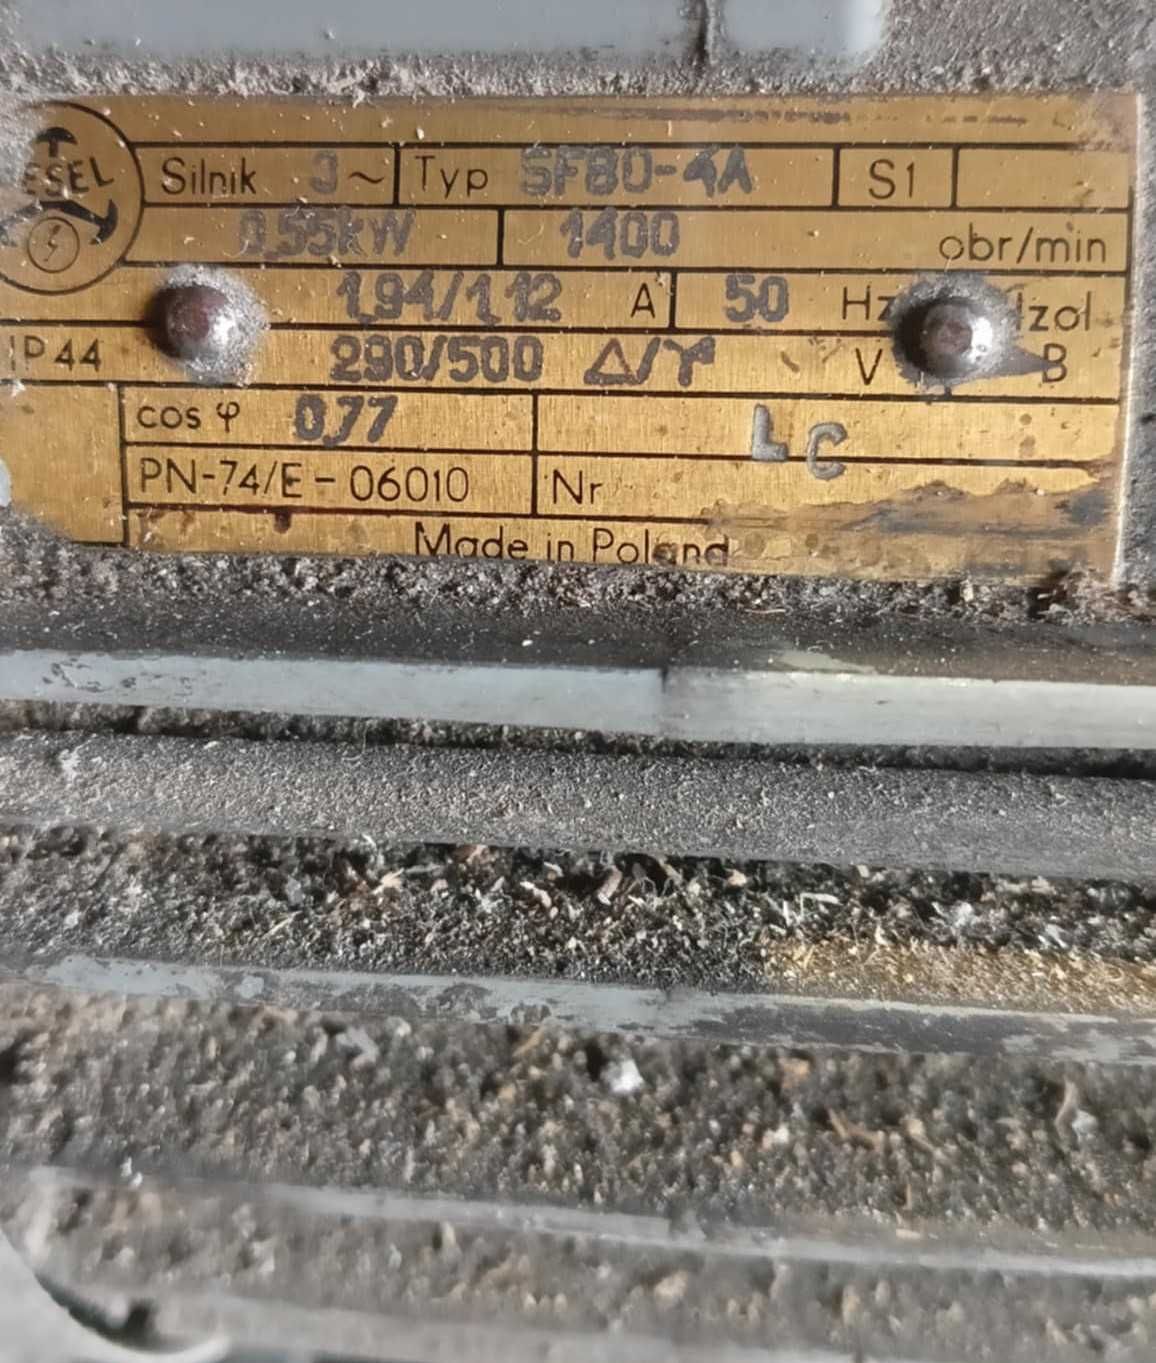 ESEL
Silnik 3~ Typ SF80-4A S1
0,55kW 1400 obr/min
1,94/1,12 A 50 Hz Izol
IP44 290/500 Δ/Y V B
cos φ 0,77 LC
PN-74/E-06010 Nr
Made in Poland